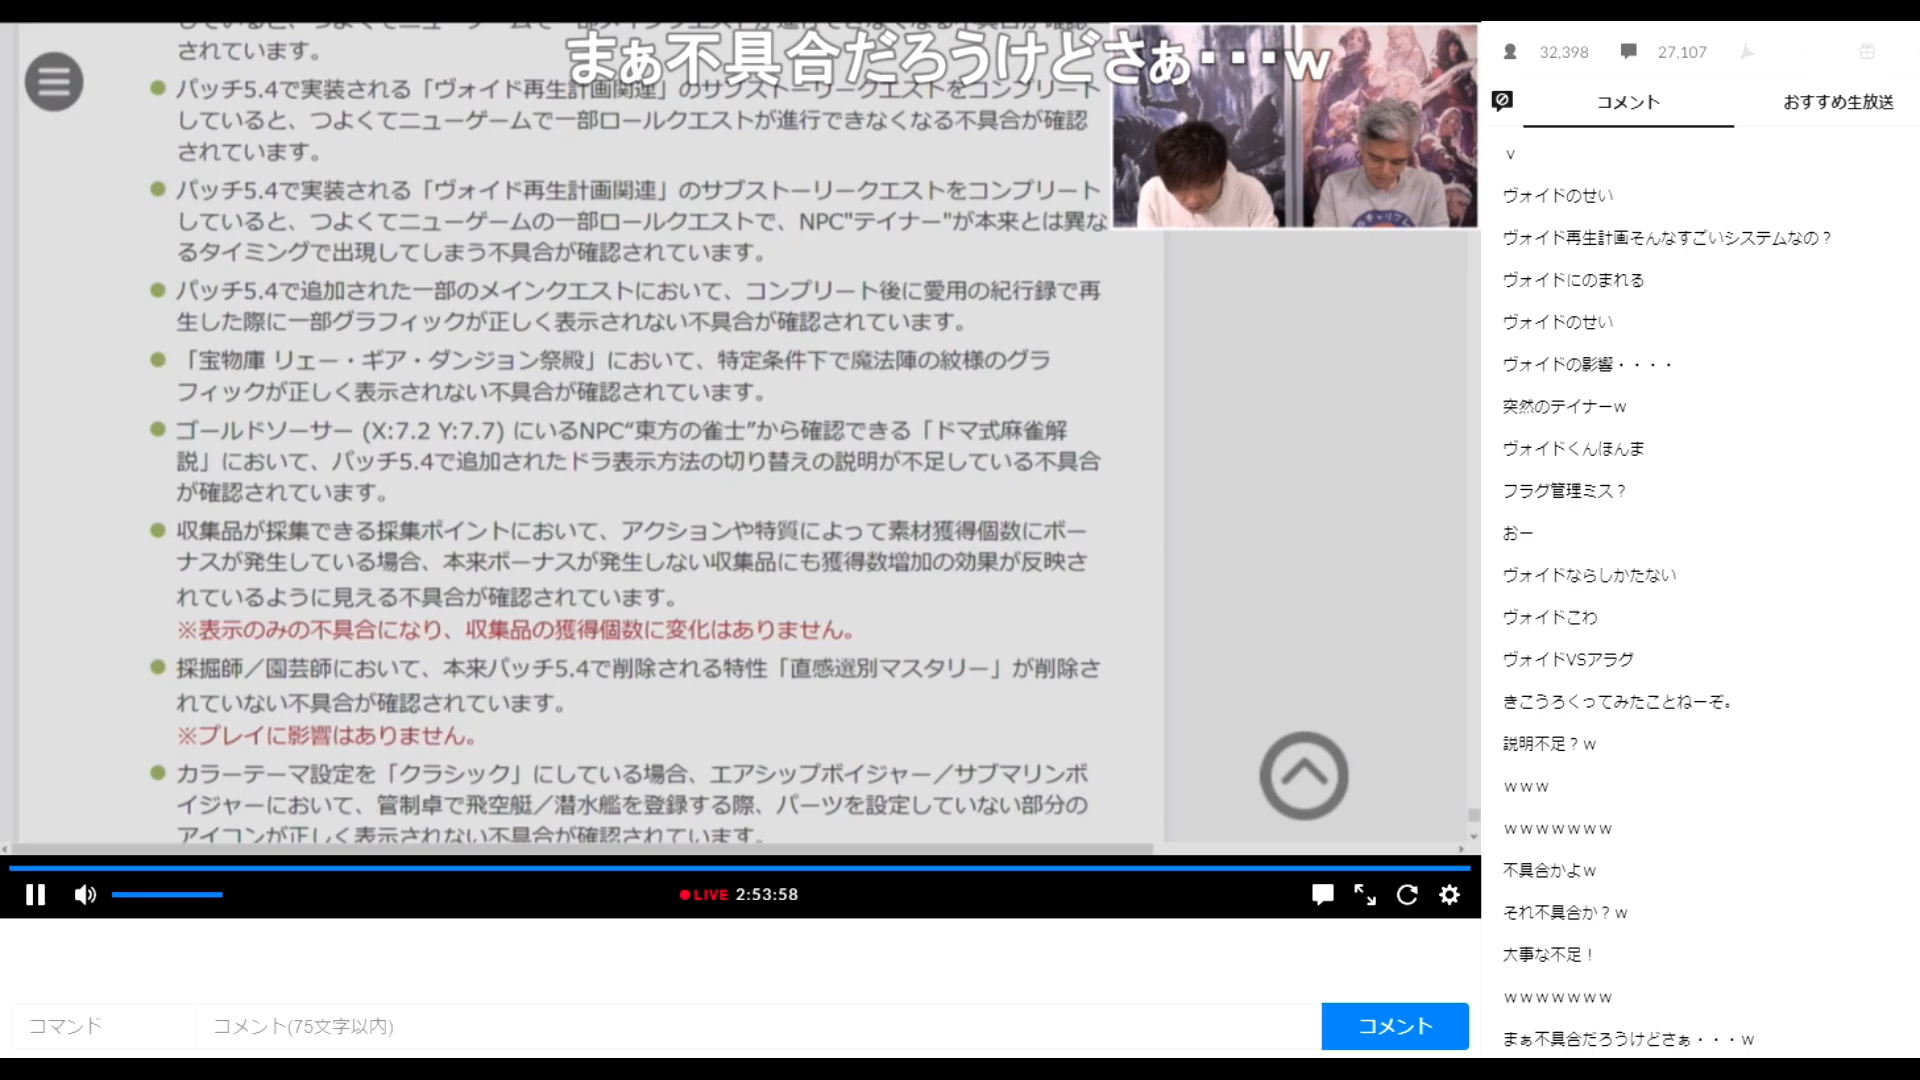 まぁ不具合だろうけどさぁ・・・w
されています。
パッチ5.4で実装される「ヴォイド再生計画関連」のサブストーリークエストをコンプリート
していると、つよくてニューゲームで一部ロールクエストが進行できなくなる不具合が確認
されています。
パッチ5.4で実装される「ヴォイド再生計画関連」のサブストーリークエストをコンプリート
していると、つよくてニューゲームの一部ロールクエストで、NPC"テイナー"が本来とは異な
るタイミングで出現してしまう不具合が確認されています。
パッチ5.4で追加された一部のメインクエストにおいて、コンプリート後に愛用の紀行録で再
生した際に一部グラフィックが正しく表示されない不具合が確認されています。
「宝物庫 リェー・ギア・ダンジョン祭殿」において、特定条件下で魔法陣の紋様のグラ
フィックが正しく表示されない不具合が確認されています。
ゴールドソーサー (X:7.2 Y:7.7) にいるNPC“東方の雀士”から確認できる「ドマ式麻雀解
説」において、パッチ5.4で追加されたドラ表示方法の切り替えの説明が不足している不具合
が確認されています。
収集品が採集できる採集ポイントにおいて、アクションや特質によって素材獲得個数にボー
ナスが発生している場合、本来ボーナスが発生しない収集品にも獲得数増加の効果が反映さ
れているように見える不具合が確認されています。
※表示のみの不具合になり、収集品の獲得個数に変化はありません。
採掘師／園芸師において、本来パッチ5.4で削除される特性「直感選別マスタリー」が削除さ
れていない不具合が確認されています。
※プレイに影響はありません。
カラーテーマ設定を「クラシック」にしている場合、エアシップボイジャー／サブマリンボ
イジャーにおいて、管制卓で飛空艇／潜水艦を登録する際、パーツを設定していない部分の
アイコンが正しく表示されない不具合が確認されています。
LIVE 2:53:58
コマンド
コメント(75文字以内)
コメント
32,398
27,107
コメント
おすすめ生放送
v
ヴォイドのせい
ヴォイド再生計画そんなすごいシステムなの？
ヴォイドにのまれる
ヴォイドのせい
ヴォイドの影響・・・・
突然のテイナーw
ヴォイドくんほんま
フラグ管理ミス？
おー
ヴォイドならしかたない
ヴォイドこわ
ヴォイドVSアラグ
きこうろくってみたことねーぞ。
説明不足？ｗ
ｗｗｗ
ｗｗｗｗｗｗｗ
不具合かよｗ
それ不具合か？ｗ
大事な不足！
ｗｗｗｗｗｗｗ
まぁ不具合だろうけどさぁ・・・ｗ